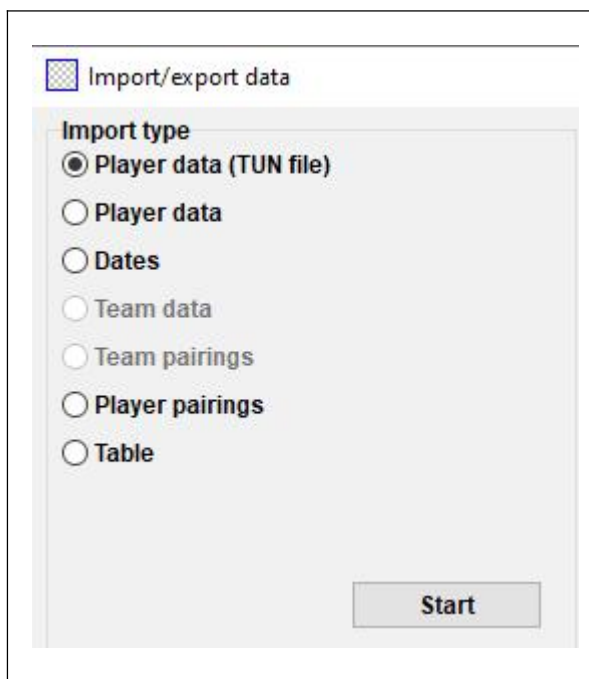 Import/export data
Import type
Player data (TUN file)
Player data
Dates
Team data
Team pairings
Player pairings
Table
Start